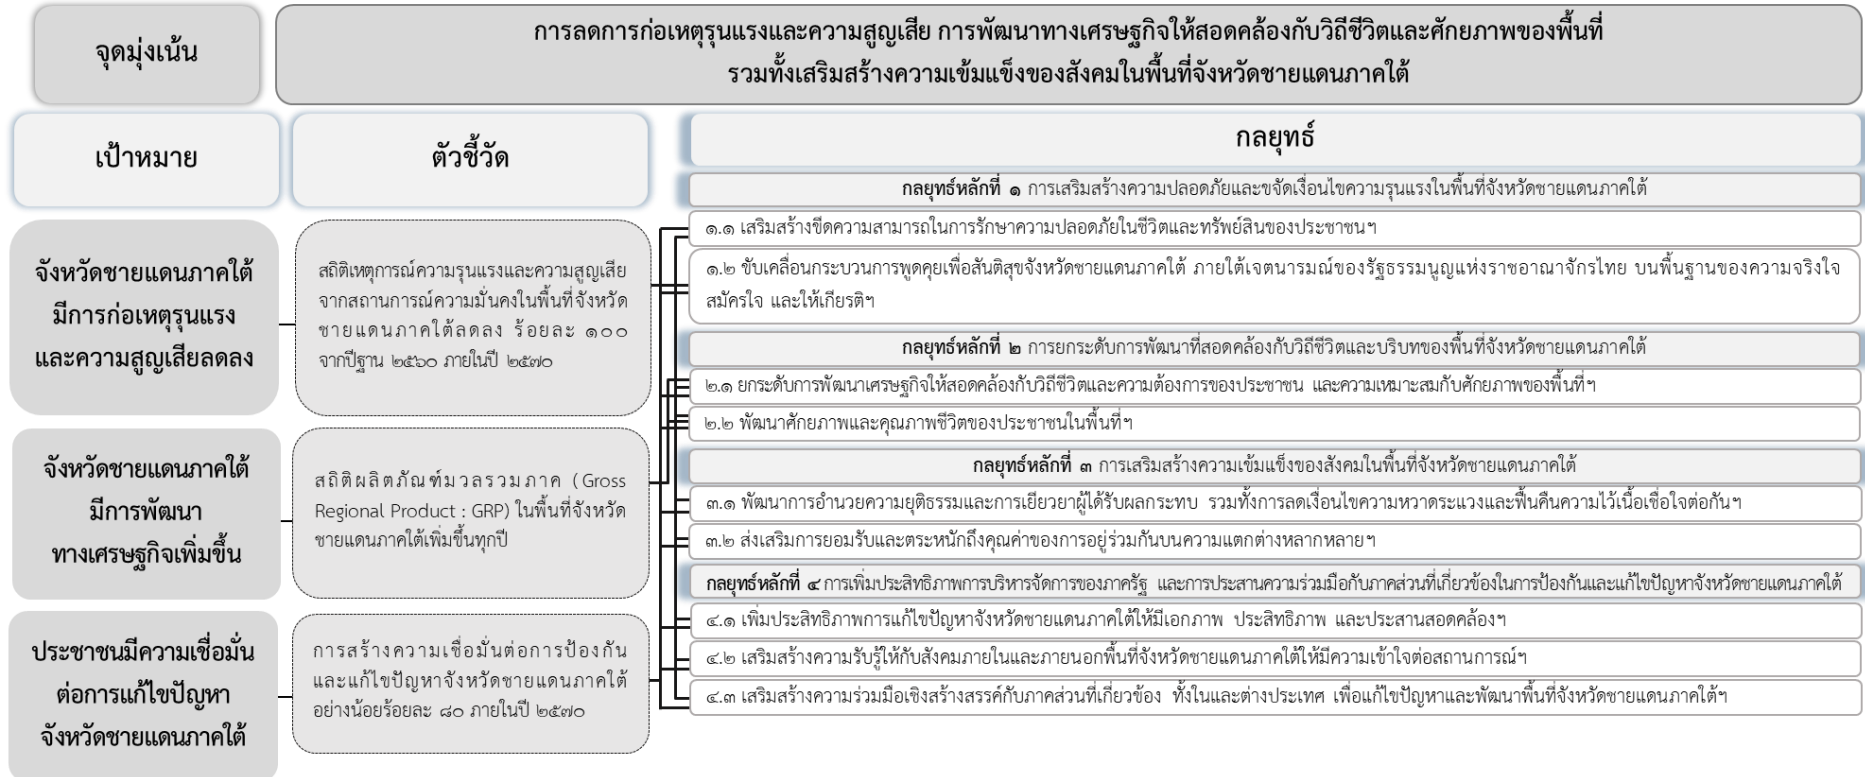 จุดมุ่งเน้น
การลดการก่อเหตุรุนแรงและความสูญเสีย การพัฒนาทางเศรษฐกิจให้สอดคล้องกับวิถีชีวิตและศักยภาพของพื้นที่
รวมทั้งเสริมสร้างความเข้มแข็งของสังคมในพื้นที่จังหวัดชายแดนภาคใต้
เป้าหมาย
ตัวชี้วัด
กลยุทธ์
จังหวัดชายแดนภาคใต้
มีการก่อเหตุรุนแรง
และความสูญเสียลดลง
สถิติเหตุการณ์ความรุนแรงและความสูญเสีย
จากสถานการณ์ความมั่นคงในพื้นที่จังหวัด
ชายแดนภาคใต้ลดลง ร้อยละ ๑๐๐
จากปีฐาน ๒๕๖๐ ภายในปี ๒๕๗๐
จังหวัดชายแดนภาคใต้
มีการพัฒนา
ทางเศรษฐกิจเพิ่มขึ้น
สถิติผลิตภัณฑ์มวลรวมภาค (Gross
Regional Product : GRP) ในพื้นที่จังหวัด
ชายแดนภาคใต้เพิ่มขึ้นทุกปี
ประชาชนมีความเชื่อมั่น
ต่อการแก้ไขปัญหา
จังหวัดชายแดนภาคใต้
การสร้างความเชื่อมั่นต่อการป้องกัน
และแก้ไขปัญหาจังหวัดชายแดนภาคใต้
อย่างน้อยร้อยละ ๘๐ ภายในปี ๒๕๗๐
กลยุทธ์หลักที่ ๑ การเสริมสร้างความปลอดภัยและขจัดเงื่อนไขความรุนแรงในพื้นที่จังหวัดชายแดนภาคใต้
๑.๑ เสริมสร้างขีดความสามารถในการรักษาความปลอดภัยในชีวิตและทรัพย์สินของประชาชนฯ
๑.๒ ขับเคลื่อนกระบวนการพูดคุยเพื่อสันติสุขจังหวัดชายแดนภาคใต้ ภายใต้เจตนารมณ์ของรัฐธรรมนูญแห่งราชอาณาจักรไทย บนพื้นฐานของความจริงใจ
สมัครใจ และให้เกียรติฯ
กลยุทธ์หลักที่ ๒ การยกระดับการพัฒนาที่สอดคล้องกับวิถีชีวิตและบริบทของพื้นที่จังหวัดชายแดนภาคใต้
๒.๑ ยกระดับการพัฒนาเศรษฐกิจให้สอดคล้องกับวิถีชีวิตและความต้องการของประชาชน และความเหมาะสมกับศักยภาพของพื้นที่ฯ
๒.๒ พัฒนาศักยภาพและคุณภาพชีวิตของประชาชนในพื้นที่ฯ
กลยุทธ์หลักที่ ๓ การเสริมสร้างความเข้มแข็งของสังคมในพื้นที่จังหวัดชายแดนภาคใต้
๓.๑ พัฒนาการอำนวยความยุติธรรมและการเยียวยาผู้ได้รับผลกระทบ รวมทั้งการลดเงื่อนไขความหวาดระแวงและฟื้นคืนความไว้เนื้อเชื่อใจต่อกันฯ
๓.๒ ส่งเสริมการยอมรับและตระหนักถึงคุณค่าของการอยู่ร่วมกันบนความแตกต่างหลากหลายฯ
กลยุทธ์หลักที่ ๔ การเพิ่มประสิทธิภาพการบริหารจัดการของภาครัฐ และการประสานความร่วมมือกับภาคส่วนที่เกี่ยวข้องในการป้องกันและแก้ไขปัญหาจังหวัดชายแดนภาคใต้
๔.๑ เพิ่มประสิทธิภาพการแก้ไขปัญหาจังหวัดชายแดนภาคใต้ให้มีเอกภาพ ประสิทธิภาพ และประสานสอดคล้องฯ
๔.๒ เสริมสร้างความรับรู้ให้กับสังคมภายในและภายนอกพื้นที่จังหวัดชายแดนภาคใต้ให้มีความเข้าใจต่อสถานการณ์ฯ
๔.๓ เสริมสร้างความร่วมมือเชิงสร้างสรรค์กับภาคส่วนที่เกี่ยวข้อง ทั้งในและต่างประเทศ เพื่อแก้ไขปัญหาและพัฒนาพื้นที่จังหวัดชายแดนภาคใต้ฯ